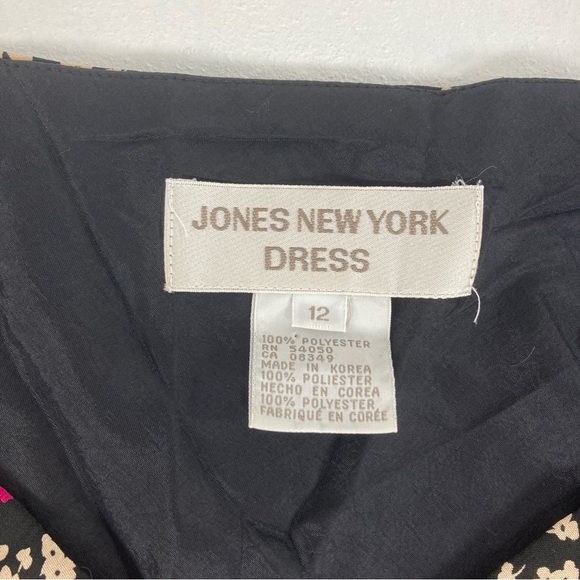 JONES NEW YORK
DRESS
12
100% POLYESTER
RN 54050
CA 08349
MADE IN KOREA
100% POLIESTER
HECHO EN COREA
100% POLYESTER
FABRIQUÉ EN CORÉE